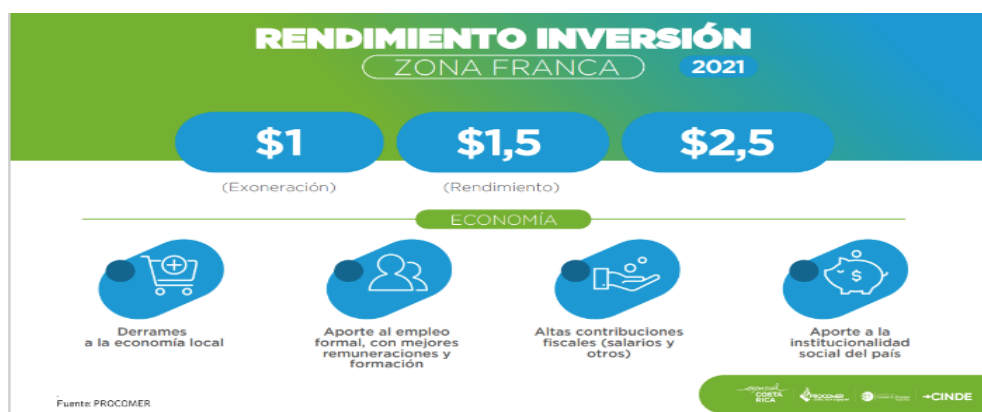 RENDIMIENTO INVERSIÓN
ZONA FRANCA 2021
$1 $1,5 $2,5
(Exoneración) (Rendimiento)
ECONOMÍA
$
Derrames
a la economía local
Aporte al empleo
formal, con mejores
remuneraciones y
formación
Altas contribuciones
fiscales (salarios y
otros)
Aporte a la
institucionalidad
social del país
Fuente: PROCOMER
esencial
COSTA
RICA
PROCOMER
CINDE